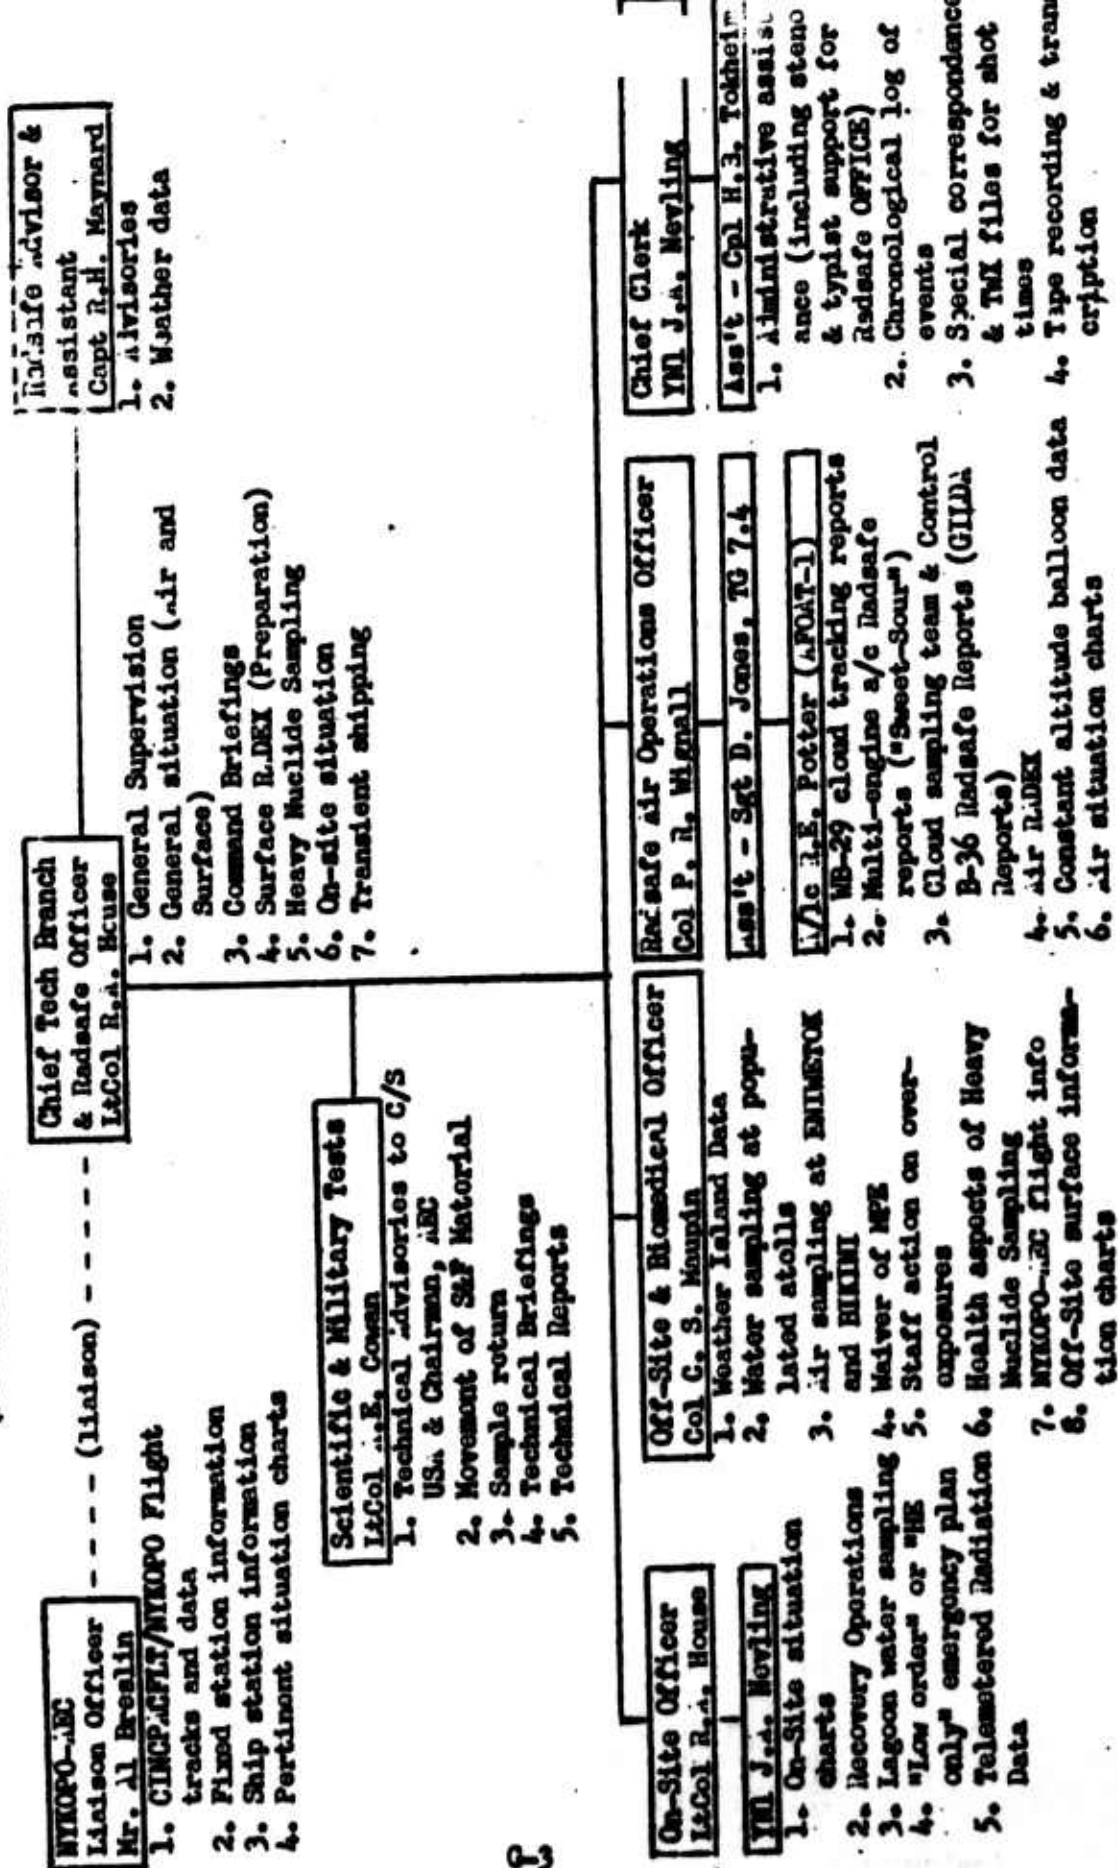 NYKOPO-AEC
Liaison Officer
Mr. Al Breslin
1. CINCPACFLT/NYKOPO Flight
tracks and data
2. Fixed station information
3. Ship station information
4. Pertinent situation charts
(liaison)
Chief Tech Branch
& Radsafe Officer
LtCol R.A. House
1. General Supervision
2. General situation (Air and
Surface)
3. Command Briefings
4. Surface RADEX (Preparation)
5. Heavy Nuclide Sampling
6. On-site situation
7. Transient shipping
Radsafe Advisor &
Assistant
Capt R.H. Maynard
1. Advisories
2. Weather data
Scientific & Military Tests
LtCol A.E. Cowan
1. Technical Advisories to C/S
USA & Chairman, AEC
2. Movement of S&F Material
3. Sample return
4. Technical Briefings
5. Technical Reports
On-Site Officer
LtCol R.A. House
YN1 J.A. Nevling
1. On-Site situation
charts
2. Recovery Operations
3. Lagoon water sampling
4. "Low order" or "HE
only" emergency plan
5. Telemetered Radiation
Data
Off-Site & Biomedical Officer
Col C. S. Maupin
1. Weather Island Data
2. Water sampling at popu-
lated atolls
3. Air sampling at ENIWETOK
and BIKINI
4. Waiver of MPE
5. Staff action on over-
exposures
6. Health aspects of Heavy
Nuclide Sampling
7. NYKOPO-AEC flight info
8. Off-Site surface informa-
tion charts
Radsafe Air Operations Officer
Col P. R. Wignall
Ass't - Sgt D. Jones, TG 7.4
A/1c R.E. Potter (AFOAT-1)
1. WB-29 cloud tracking reports
2. Multi-engine a/c Radsafe
reports ("Sweet-Sour")
3. Cloud sampling team & Control
B-36 Radsafe Reports (GILDA
Reports)
4. Air RADEX
5. Constant altitude balloon data
6. Air situation charts
Chief Clerk
YN1 J.A. Nevling
Ass't - Cpl H.3. Tokheim
1. Administrative assist
ance (including steno
& typist support for
Radsafe OFFICE)
2. Chronological log of
events
3. Special correspondence
& TWX files for shot
times
4. Tape recording & tran
cription